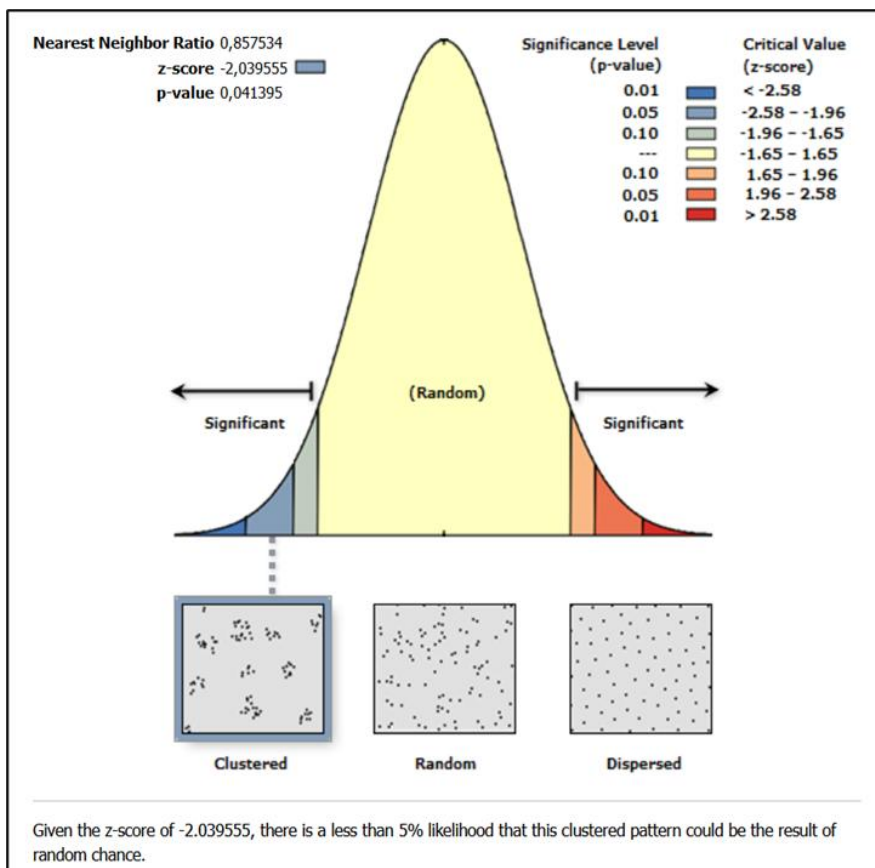 Nearest Neighbor Ratio 0,857534
z-score -2,039555
p-value 0,041395
Significance Level
(p-value)
Critical Value
(z-score)
0.01 < -2.58
0.05 -2.58 – -1.96
0.10 -1.96 – -1.65
--- -1.65 – 1.65
0.10 1.65 – 1.96
0.05 1.96 – 2.58
0.01 > 2.58
(Random)
Significant
Significant
Clustered
Random
Dispersed
Given the z-score of -2.039555, there is a less than 5% likelihood that this clustered pattern could be the result of
random chance.